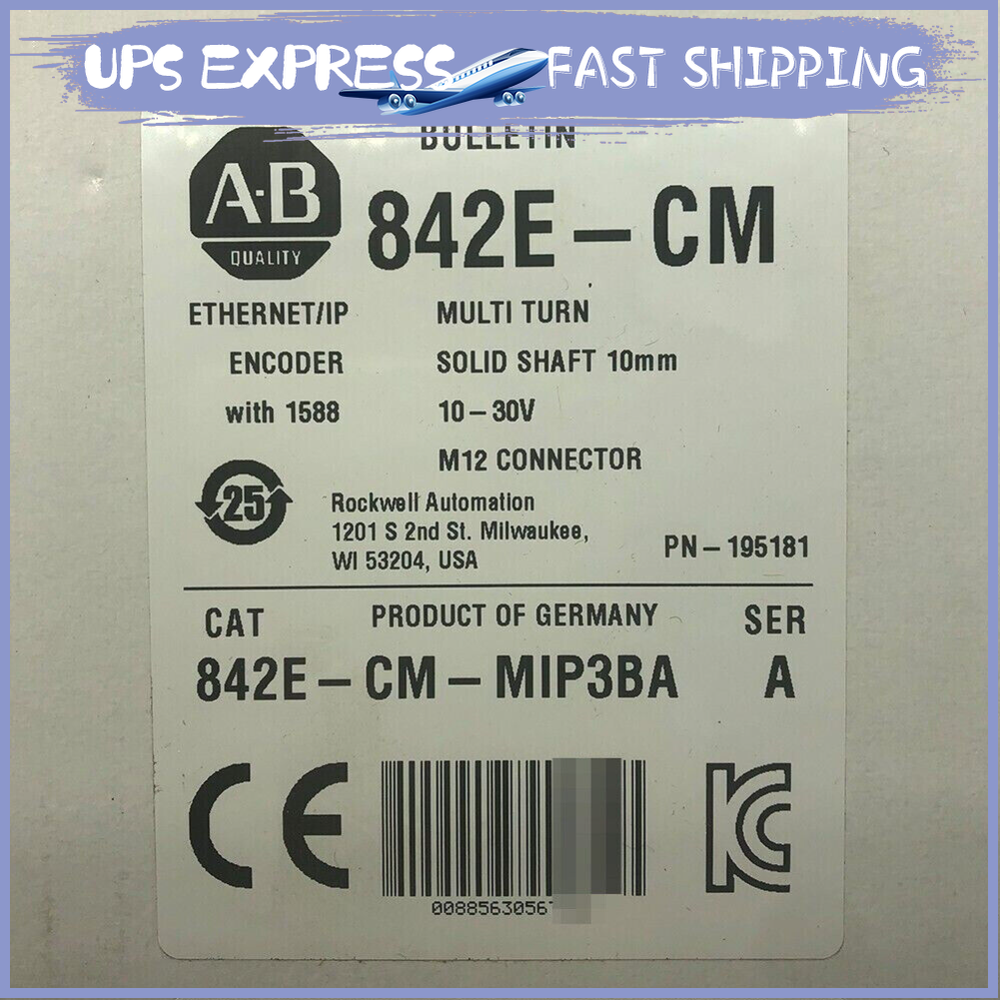 UPS EXPRESS FAST SHIPPING
BULLETIN
A-B
QUALITY
842E-CM
ETHERNET/IP MULTI TURN
ENCODER SOLID SHAFT 10mm
with 1588 10-30V
M12 CONNECTOR
25
Rockwell Automation
1201 S 2nd St. Milwaukee,
WI 53204, USA
PN-195181
CAT PRODUCT OF GERMANY SER
842E-CM-MIP3BA A
CE
KC
0088563056